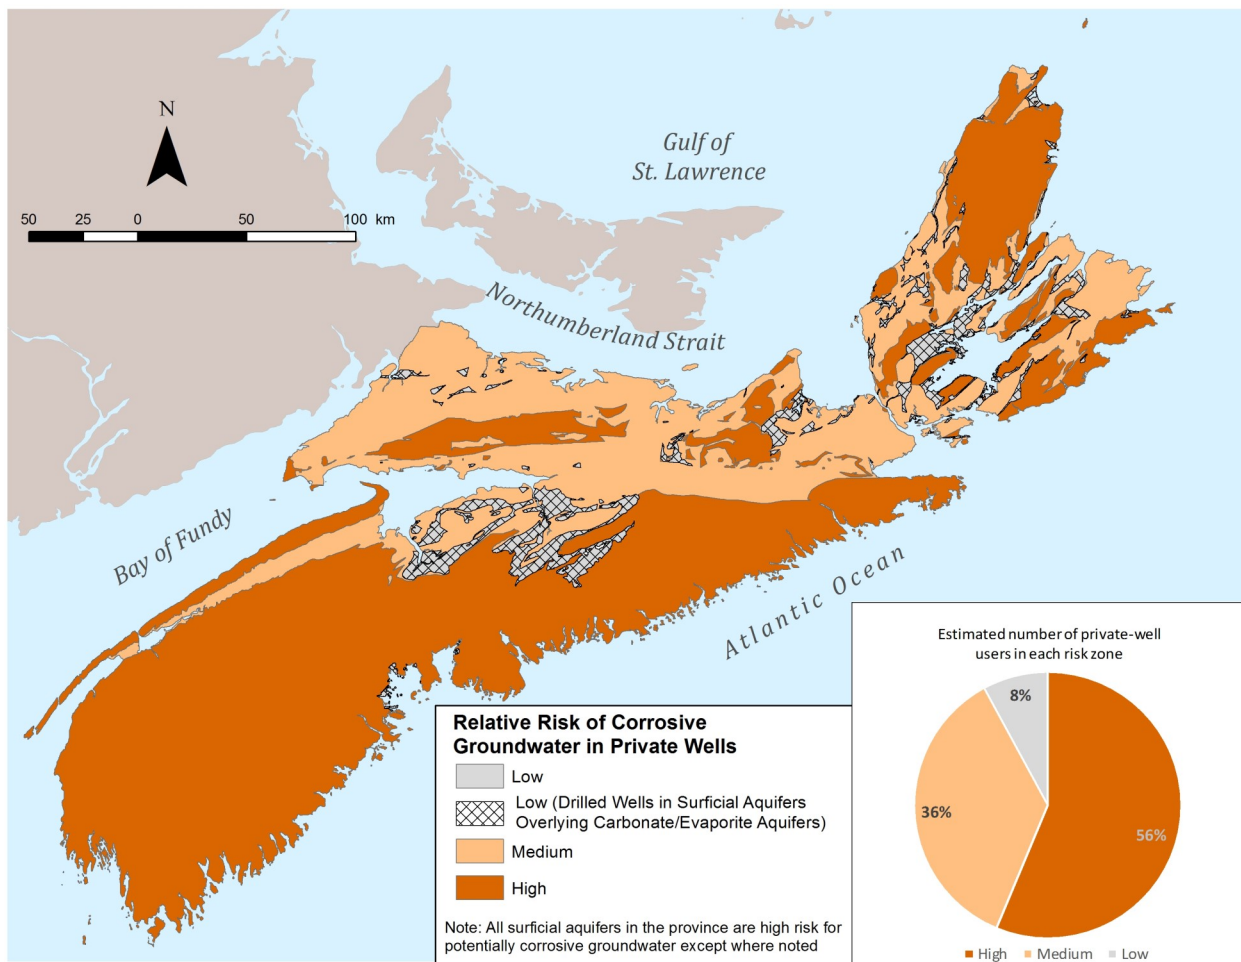 N
50 25 0 50 100 km
Gulf of
St. Lawrence
Northumberland Strait
Bay of Fundy
Atlantic Ocean
Relative Risk of Corrosive
Groundwater in Private Wells
Low
Low (Drilled Wells in Surficial Aquifers
Overlying Carbonate/Evaporite Aquifers)
Medium
High
Note: All surficial aquifers in the province are high risk for
potentially corrosive groundwater except where noted
Estimated number of private-well
users in each risk zone
8%
36%
56%
High Medium Low